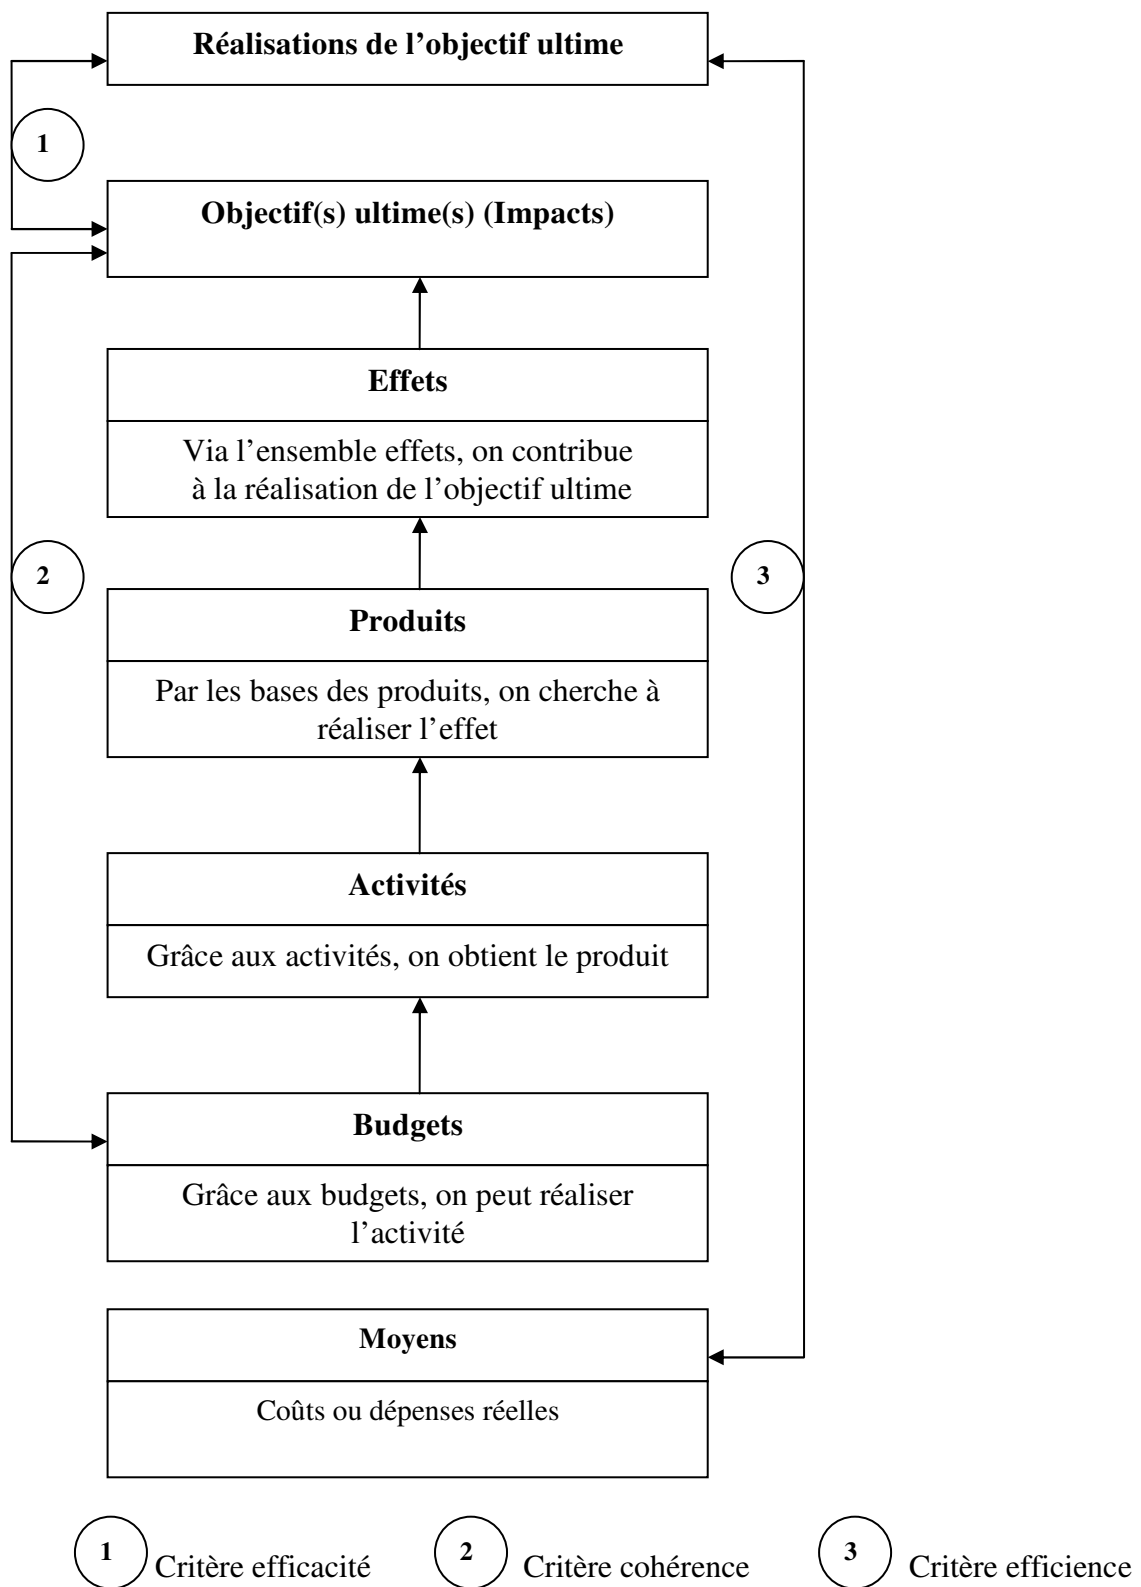 Réalisations de l’objectif ultime
1
Objectif(s) ultime(s) (Impacts)
Effets
Via l’ensemble effets, on contribue
à la réalisation de l’objectif ultime
2
3
Produits
Par les bases des produits, on cherche à
réaliser l’effet
Activités
Grâce aux activités, on obtient le produit
Budgets
Grâce aux budgets, on peut réaliser
l’activité
Moyens
Coûts ou dépenses réelles
1 Critère efficacité 2 Critère cohérence 3 Critère efficience